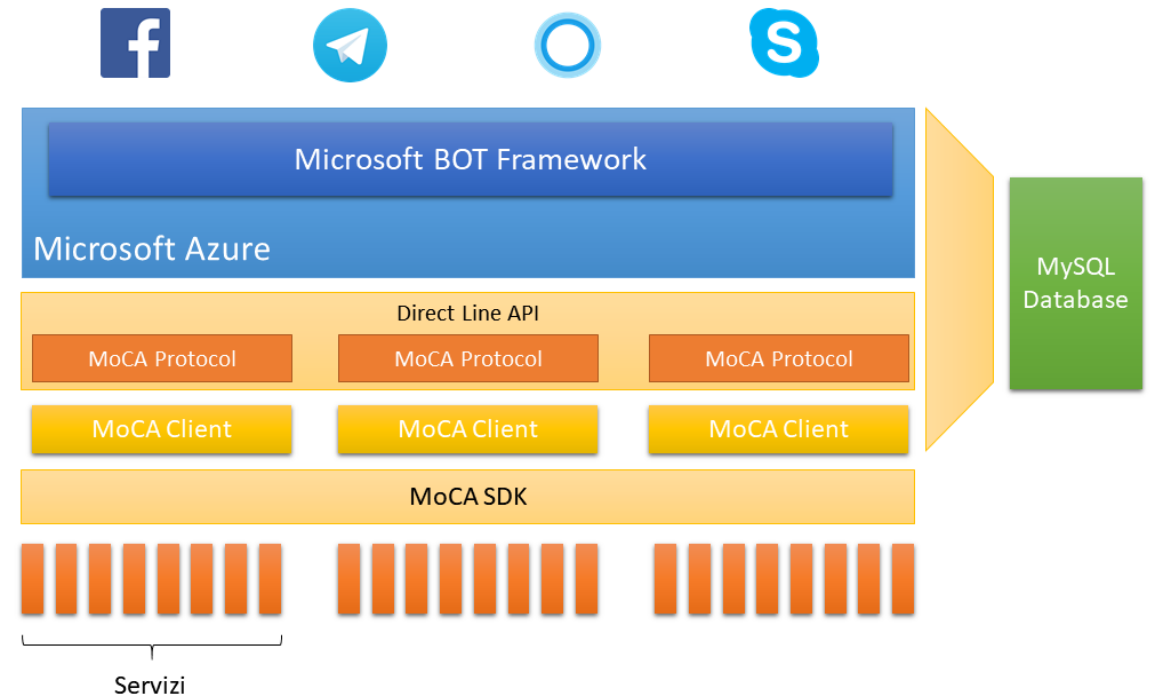 Microsoft BOT Framework
Microsoft Azure
MySQL
Database
Direct Line API
MoCA Protocol
MoCA Protocol
MoCA Protocol
MoCA Client
MoCA Client
MoCA Client
MoCA SDK
Servizi